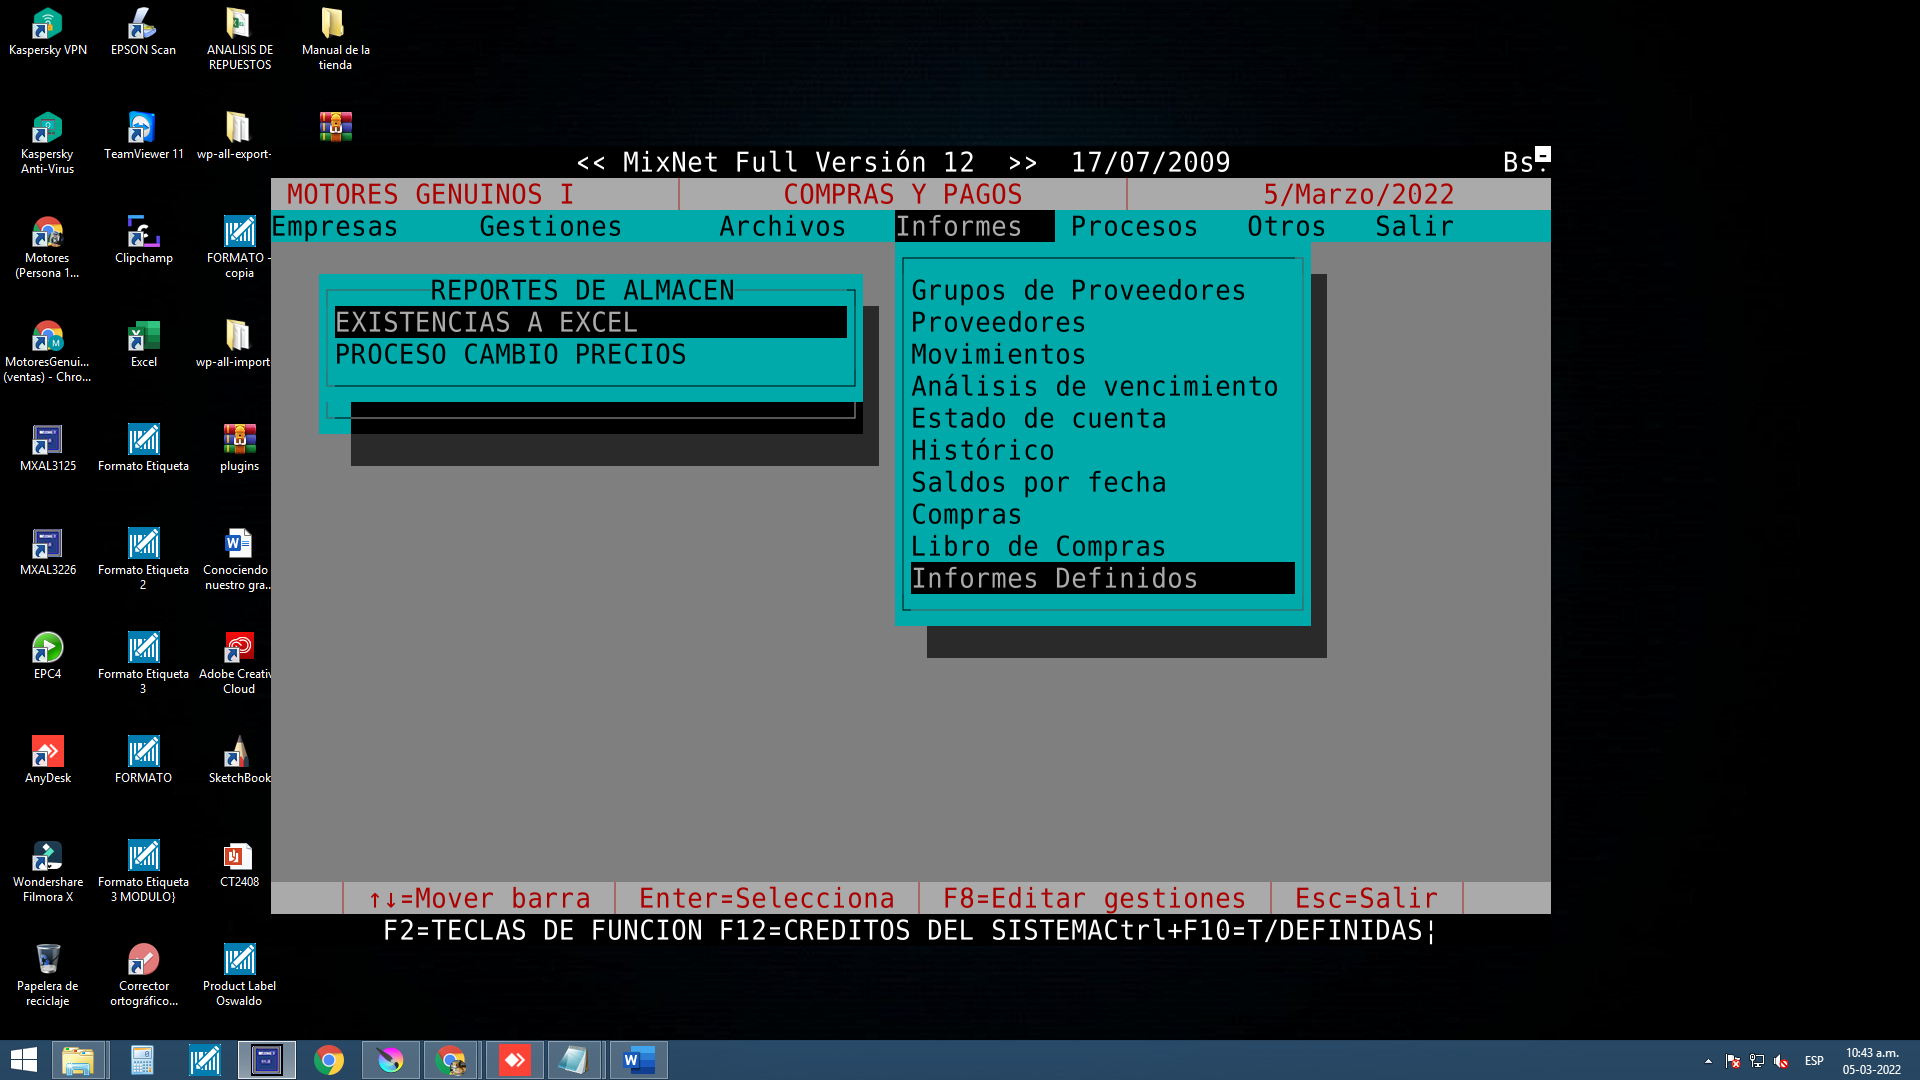 Kaspersky VPN
EPSON Scan
ANALISIS DE
REPUESTOS
Manual de la
tienda
Kaspersky
Anti-Virus
TeamViewer 11
wp-all-export-
<< MixNet Full Versión 12 >> 17/07/2009 Bs.
MOTORES GENUINOS I COMPRAS Y PAGOS 5/Marzo/2022
Empresas Gestiones Archivos Informes Procesos Otros Salir
Motores
(Persona 1...
Clipchamp
FORMATO -
copia
REPORTES DE ALMACEN
EXISTENCIAS A EXCEL
PROCESO CAMBIO PRECIOS
Grupos de Proveedores
Proveedores
Movimientos
Análisis de vencimiento
Estado de cuenta
Histórico
Saldos por fecha
Compras
Libro de Compras
Informes Definidos
MotoresGenui...
(ventas) - Chro...
Excel
wp-all-import
MXAL3125
Formato Etiqueta
plugins
MXAL3226
Formato Etiqueta
2
Conociendo
nuestro gra..
EPC4
Formato Etiqueta
3
Adobe Creativ
Cloud
AnyDesk
FORMATO
SketchBook
Wondershare
Filmora X
Formato Etiqueta
3 MODULO}
CT2408
↑↓=Mover barra Enter=Selecciona F8=Editar gestiones Esc=Salir
F2=TECLAS DE FUNCION F12=CREDITOS DEL SISTEMACtrl+F10=T/DEFINIDAS¦
Papelera de
reciclaje
Corrector
ortográfico...
Product Label
Oswaldo
ESP
10:43 a.m.
05-03-2022